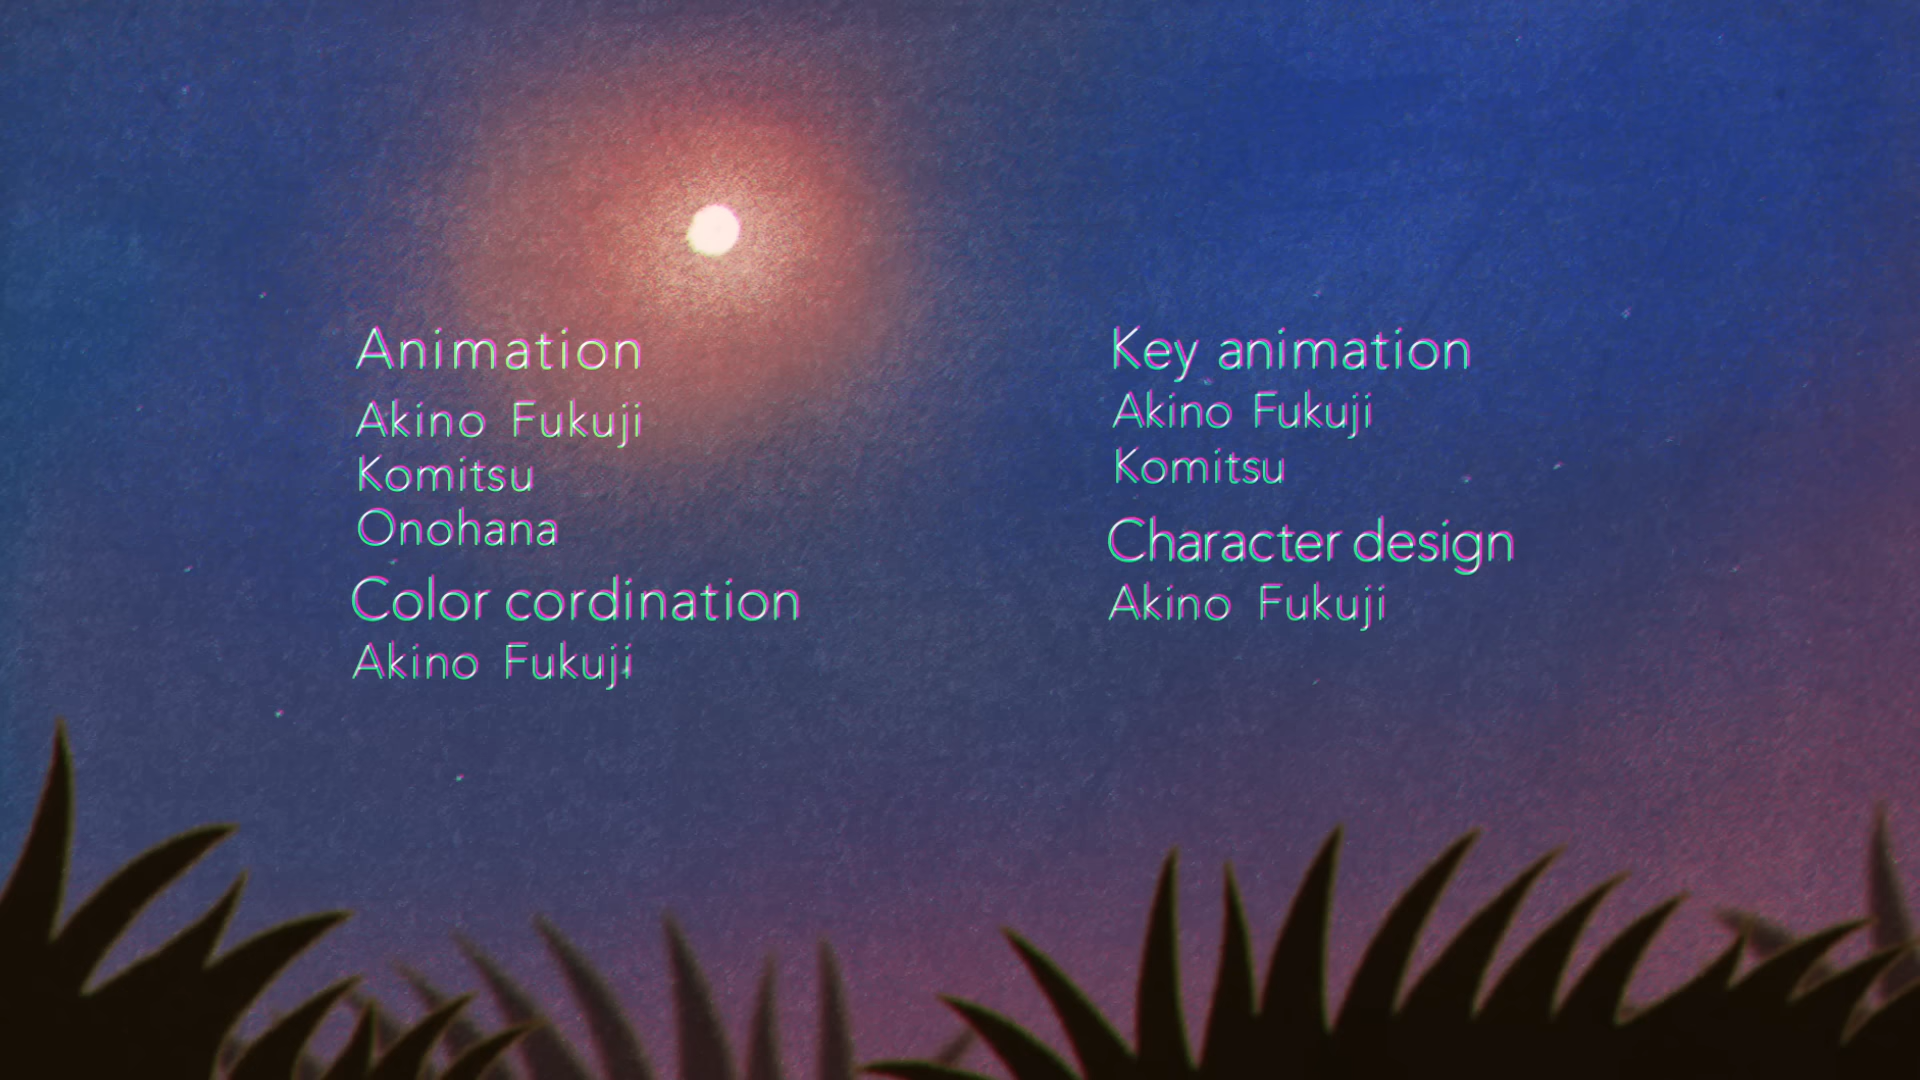 Animation
Akino Fukuji
Komitsu
Onohana
Color cordination
Akino Fukuji
Key animation
Akino Fukuji
Komitsu
Character design
Akino Fukuji